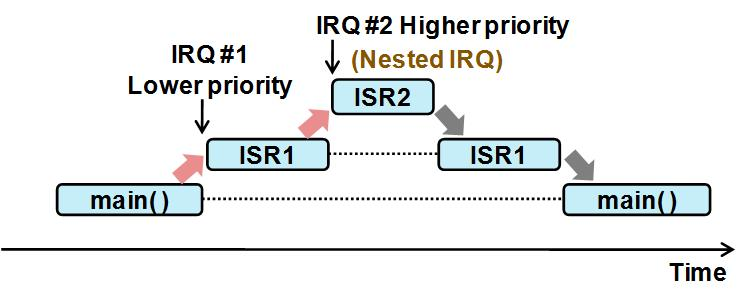 IRQ #2 Higher priority
(Nested IRQ)
IRQ #1
Lower priority
ISR2
ISR1
ISR1
main( )
main( )
Time